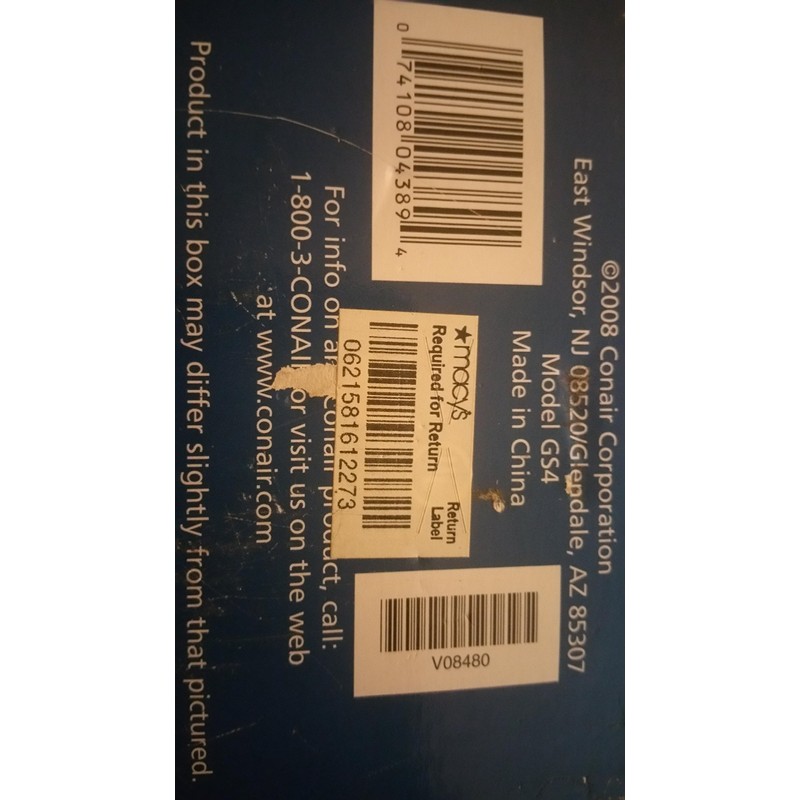 ©2008 Conair Corporation
East Windsor, NJ 08520/Glendale, AZ 85307
Model GS4
Made in China
0 74108 04389 4
★macy's
Required for Return
Return
Label
0621581612273
V08480
For info on any Conair product, call:
1-800-3-CONAIR or visit us on the web
at www.conair.com
Product in this box may differ slightly from that pictured.